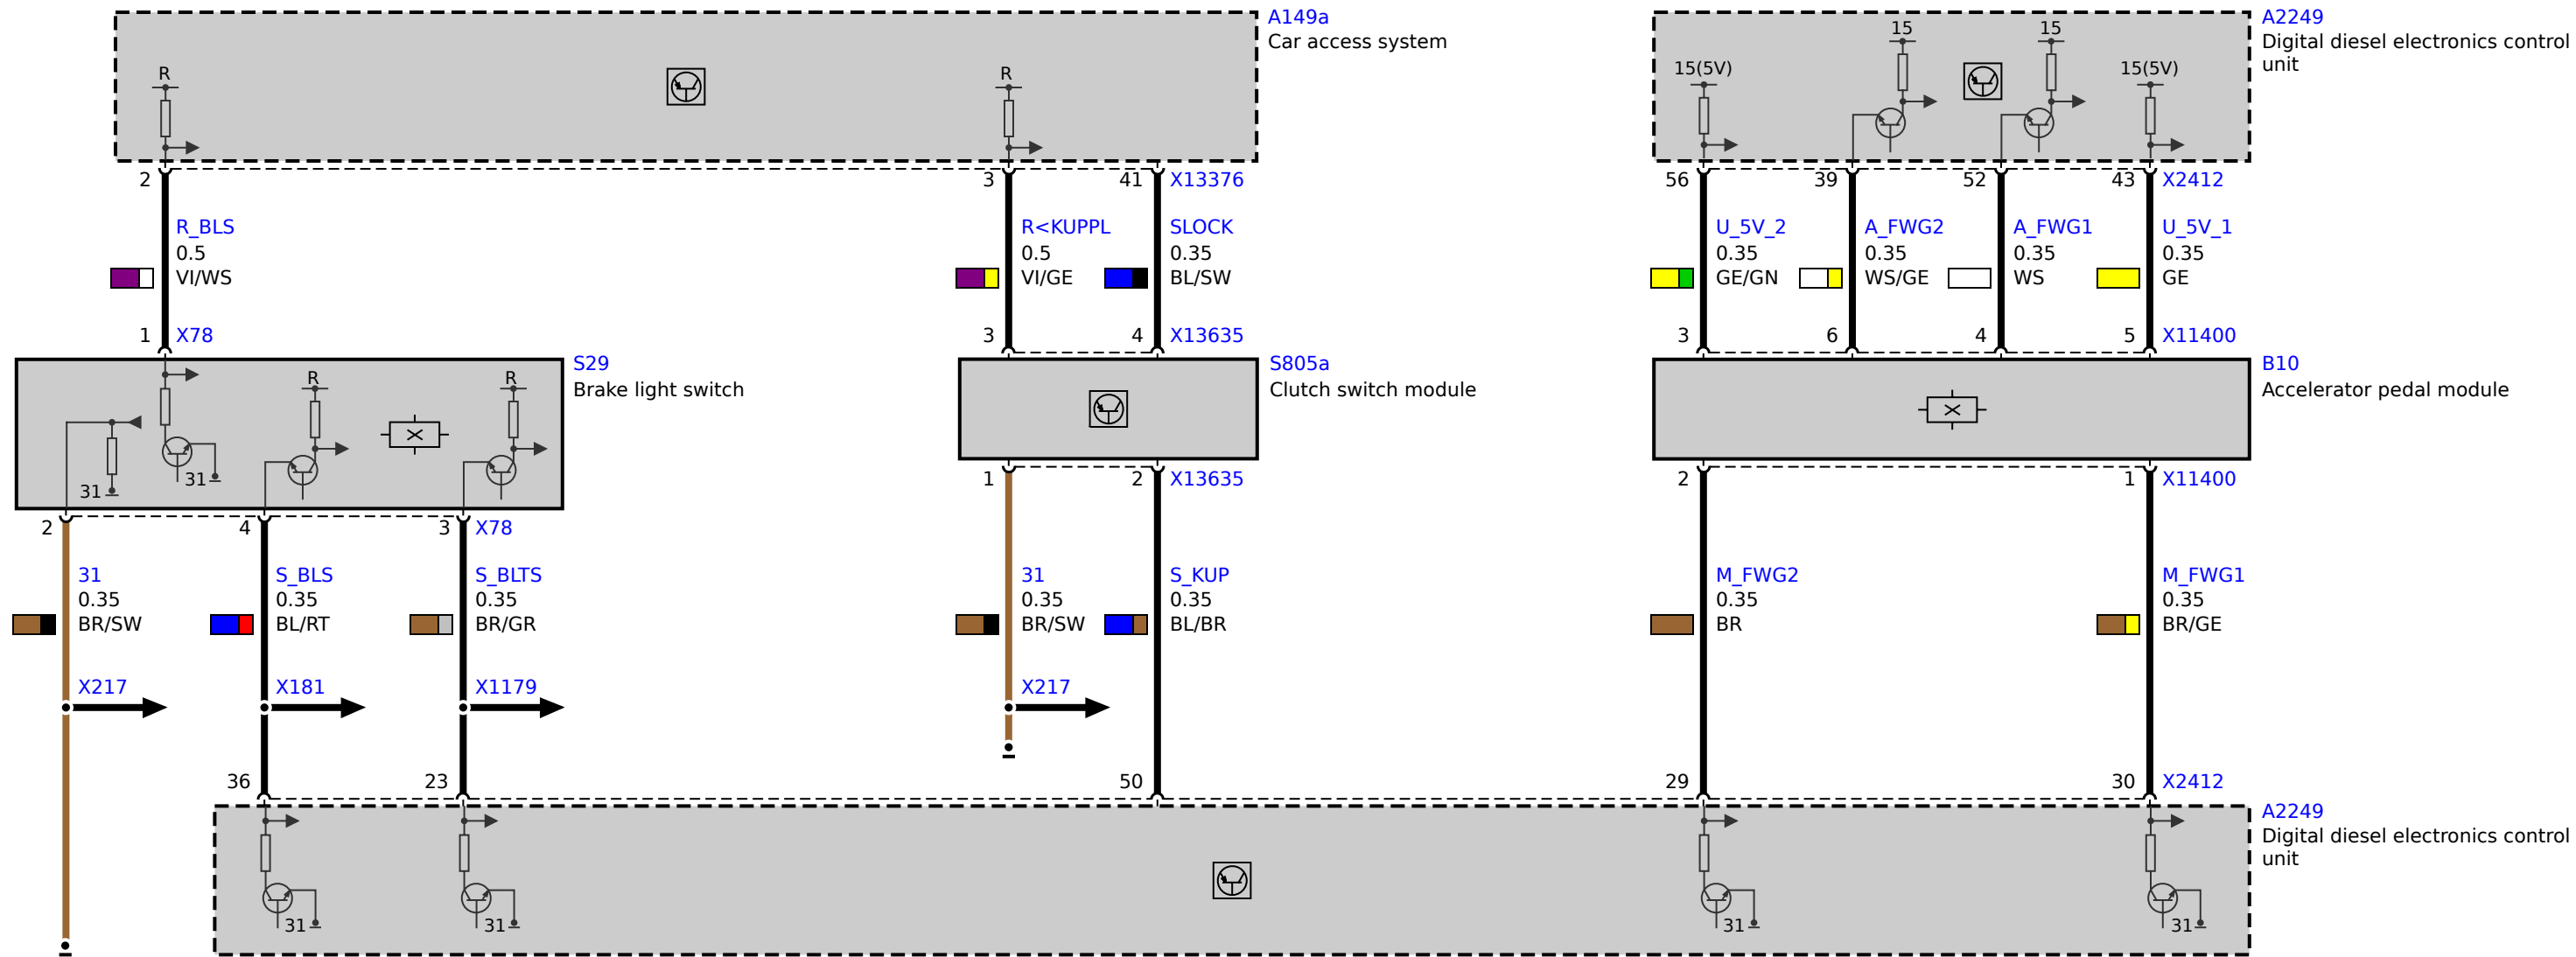 A149a
Car access system
A2249
Digital diesel electronics control
unit
R
R
15(5V)
15
15
15(5V)
2
3
41
X13376
56
39
52
43
X2412
R_BLS
0.5
VI/WS
R<KUPPL
0.5
VI/GE
SLOCK
0.35
BL/SW
U_5V_2
0.35
GE/GN
A_FWG2
0.35
WS/GE
A_FWG1
0.35
WS
U_5V_1
0.35
GE
1
X78
3
4
X13635
3
6
4
5
X11400
S29
Brake light switch
R
R
31
31
X
S805a
Clutch switch module
B10
Accelerator pedal module
X
2
4
3
X78
1
2
X13635
2
1
X11400
31
0.35
BR/SW
S_BLS
0.35
BL/RT
S_BLTS
0.35
BR/GR
31
0.35
BR/SW
S_KUP
0.35
BL/BR
M_FWG2
0.35
BR
M_FWG1
0.35
BR/GE
X217
X181
X1179
X217
36
23
50
29
30
X2412
A2249
Digital diesel electronics control
unit
31
31
31
31